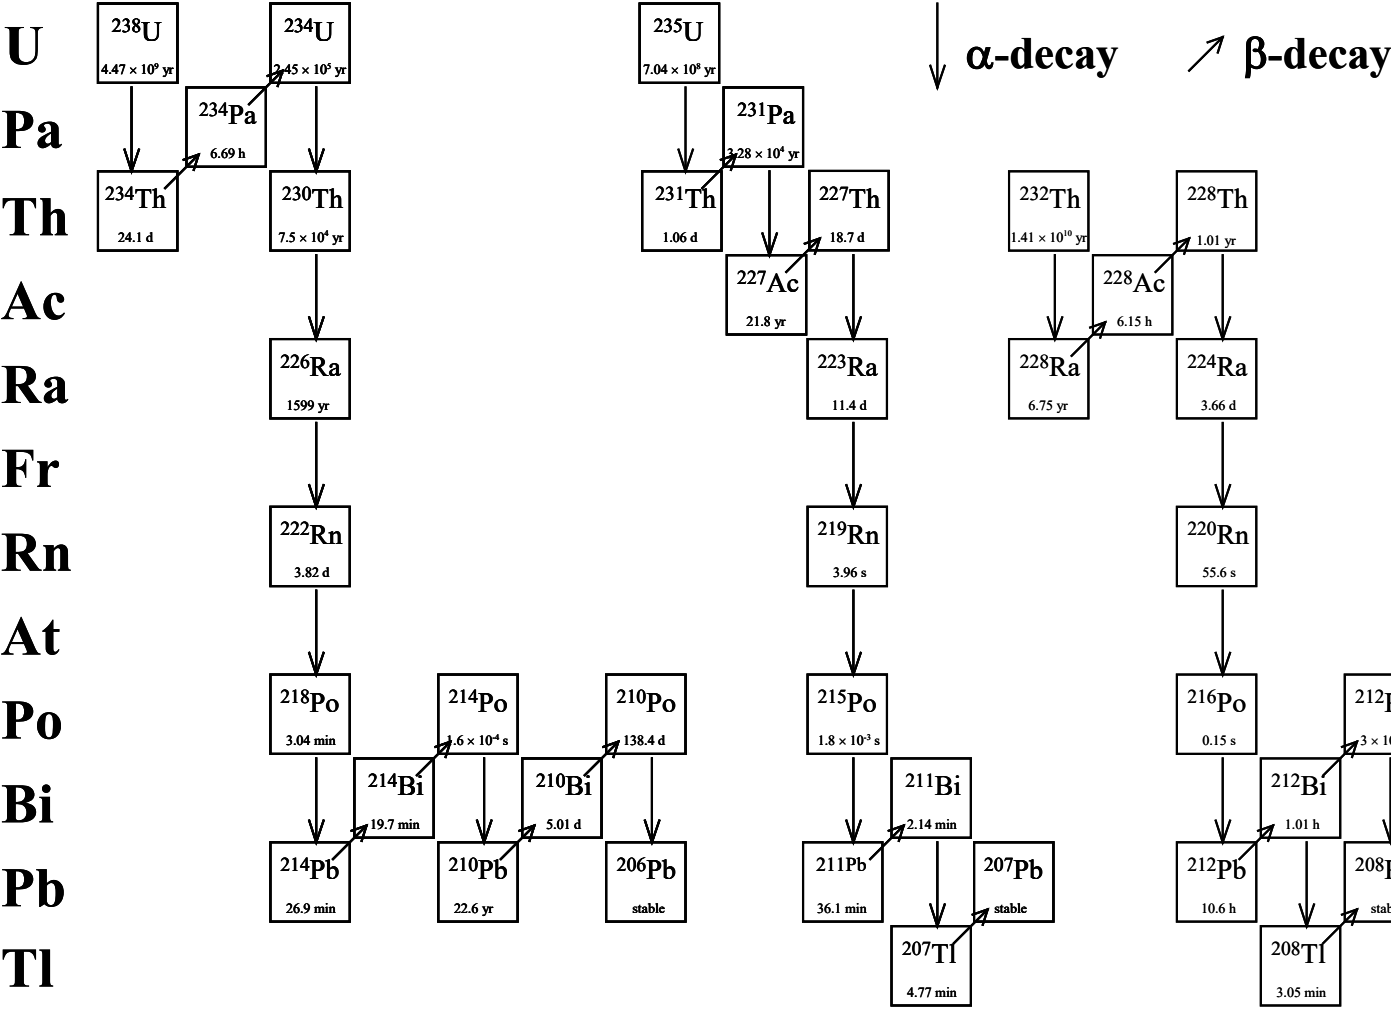 U
²³⁸U
4.47 × 10⁹ yr
²³⁴U
2.45 × 10⁵ yr
²³⁵U
7.04 × 10⁸ yr
α-decay
β-decay
Pa
²³⁴Pa
6.69 h
²³¹Pa
3.28 × 10⁴ yr
Th
²³⁴Th
24.1 d
²³⁰Th
7.5 × 10⁴ yr
²³¹Th
1.06 d
²²⁷Th
18.7 d
²³²Th
1.41 × 10¹⁰ yr
²²⁸Th
1.01 yr
Ac
²²⁷Ac
21.8 yr
²²⁸Ac
6.15 h
Ra
²²⁶Ra
1599 yr
²²³Ra
11.4 d
²²⁸Ra
6.75 yr
²²⁴Ra
3.66 d
Fr
Rn
²²²Rn
3.82 d
²¹⁹Rn
3.96 s
²²⁰Rn
55.6 s
At
Po
²¹⁸Po
3.04 min
²¹⁴Po
1.6 × 10⁻⁴ s
²¹⁰Po
138.4 d
²¹⁵Po
1.8 × 10⁻³ s
²¹⁶Po
0.15 s
²¹²
3 ×
Bi
²¹⁴Bi
19.7 min
²¹⁰Bi
5.01 d
²¹¹Bi
2.14 min
²¹²Bi
1.01 h
Pb
²¹⁴Pb
26.9 min
²¹⁰Pb
22.6 yr
²⁰⁶Pb
stable
²¹¹Pb
36.1 min
²⁰⁷Pb
stable
²¹²Pb
10.6 h
²⁰⁸
Tl
²⁰⁷Tl
4.77 min
²⁰⁸Tl
3.05 min